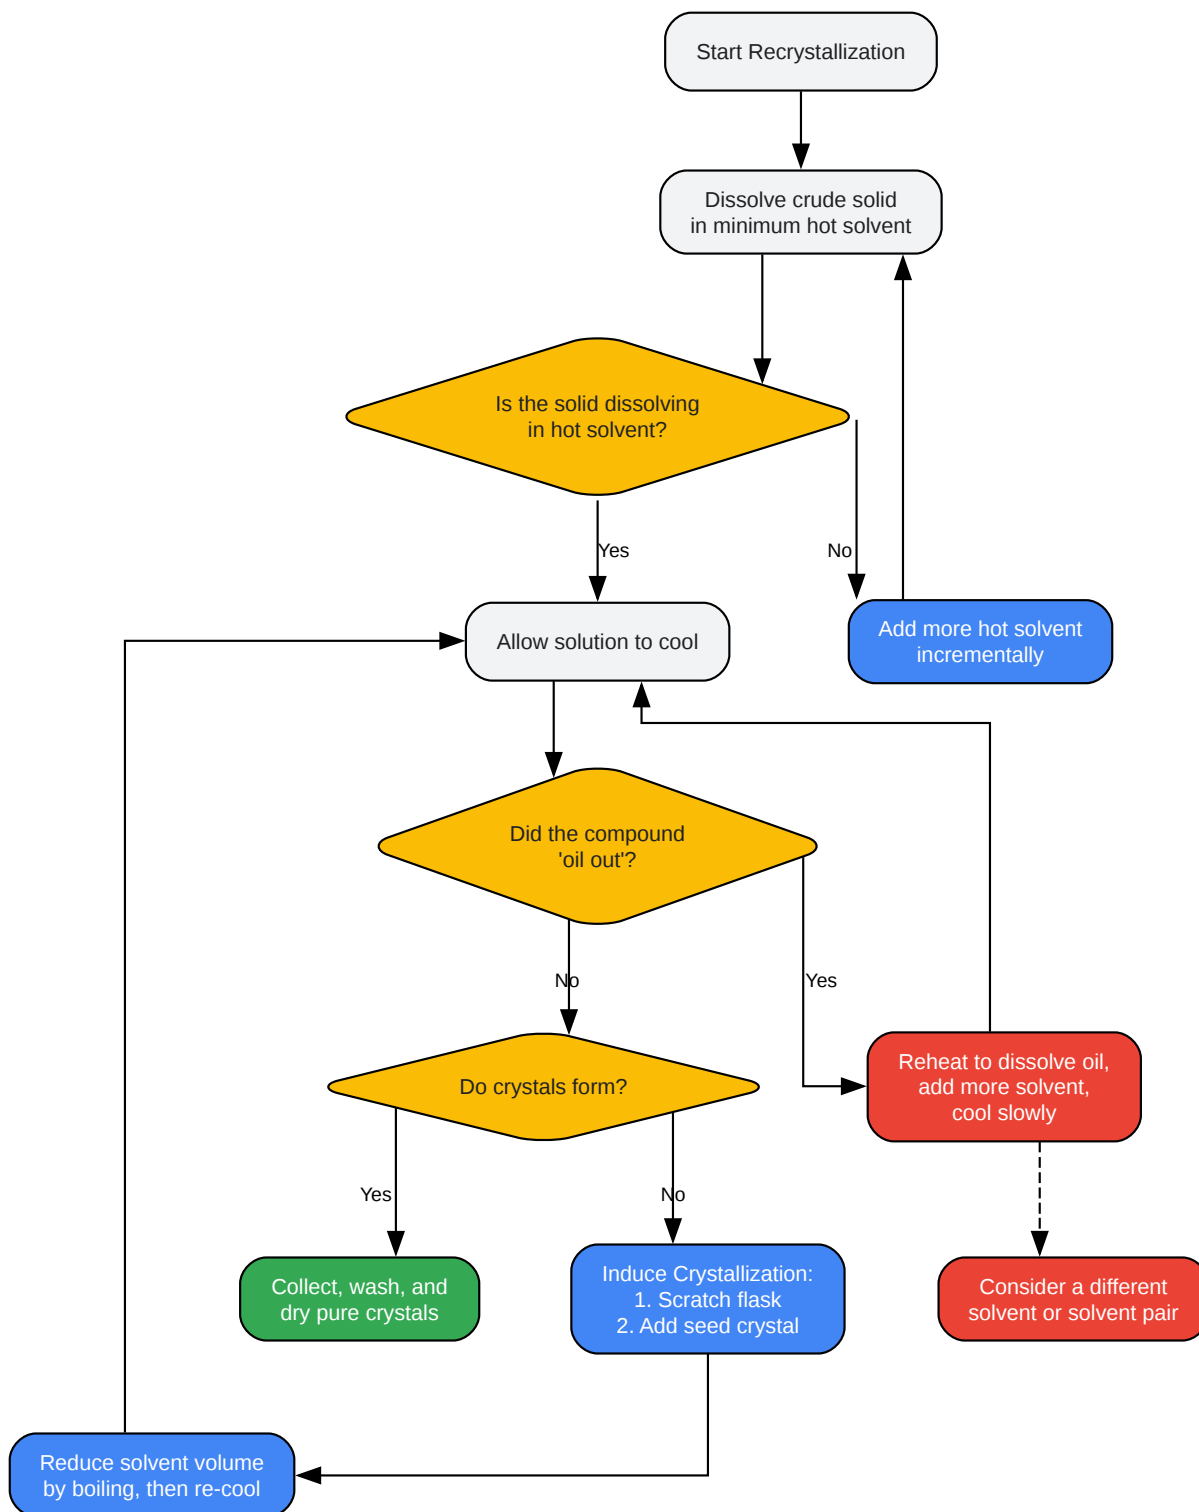 Start Recrystallization
Dissolve crude solid
in minimum hot solvent
Is the solid dissolving
in hot solvent?
Yes
No
Add more hot solvent
incrementally
Allow solution to cool
Did the compound
'oil out'?
No
Yes
Do crystals form?
Reheat to dissolve oil,
add more solvent,
cool slowly
Yes
No
Collect, wash, and
dry pure crystals
Induce Crystallization:
1. Scratch flask
2. Add seed crystal
Consider a different
solvent or solvent pair
Reduce solvent volume
by boiling, then re-cool